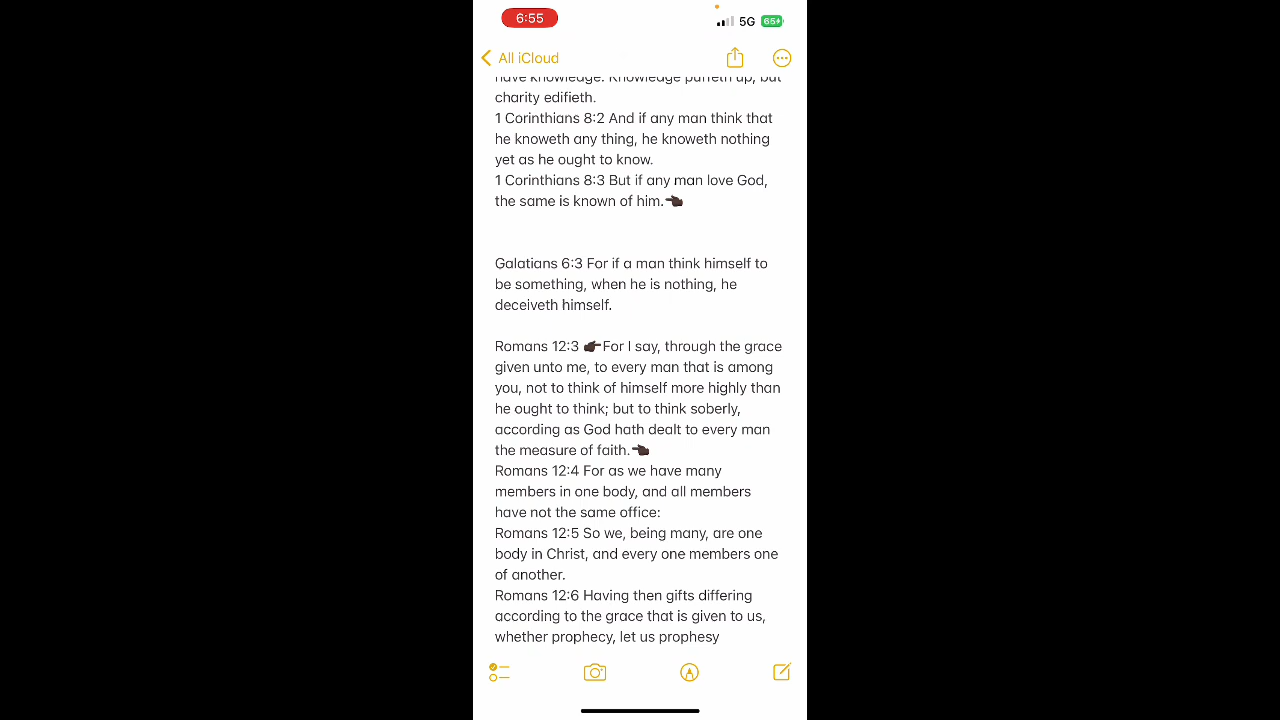 6:55
5G
65
All iCloud
have knowledge. Knowledge puffeth up, but
charity edifieth.
1 Corinthians 8:2 And if any man think that
he knoweth any thing, he knoweth nothing
yet as he ought to know.
1 Corinthians 8:3 But if any man love God,
the same is known of him.👈🏿
Galatians 6:3 For if a man think himself to
be something, when he is nothing, he
deceiveth himself.
Romans 12:3 👉🏿For I say, through the grace
given unto me, to every man that is among
you, not to think of himself more highly than
he ought to think; but to think soberly,
according as God hath dealt to every man
the measure of faith.👈🏿
Romans 12:4 For as we have many
members in one body, and all members
have not the same office:
Romans 12:5 So we, being many, are one
body in Christ, and every one members one
of another.
Romans 12:6 Having then gifts differing
according to the grace that is given to us,
whether prophecy, let us prophesy